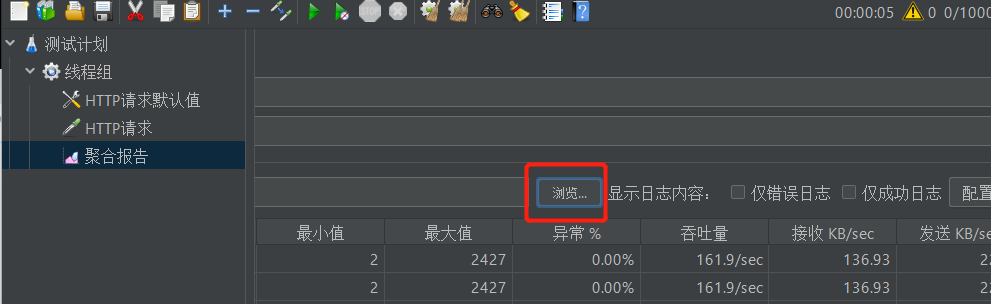 00:00:05 0 0/1000
测试计划
线程组
HTTP请求默认值
HTTP请求
聚合报告
浏览... 显示日志内容： 仅错误日志 仅成功日志 配置
最小值 最大值 异常 % 吞吐量 接收 KB/sec 发送 KB/se
2 2427 0.00% 161.9/sec 136.93 22
2 2427 0.00% 161.9/sec 136.93 22